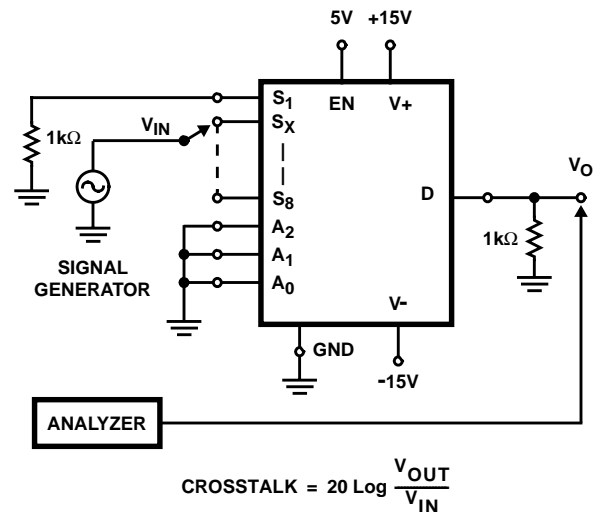 5V +15V
S1
EN V+
VIN
SX
1kΩ
VO
S8
D
A2
1kΩ
SIGNAL
GENERATOR
A1
A0
V-
GND
-15V
ANALYZER
CROSSTALK = 20 Log VOUT
VIN